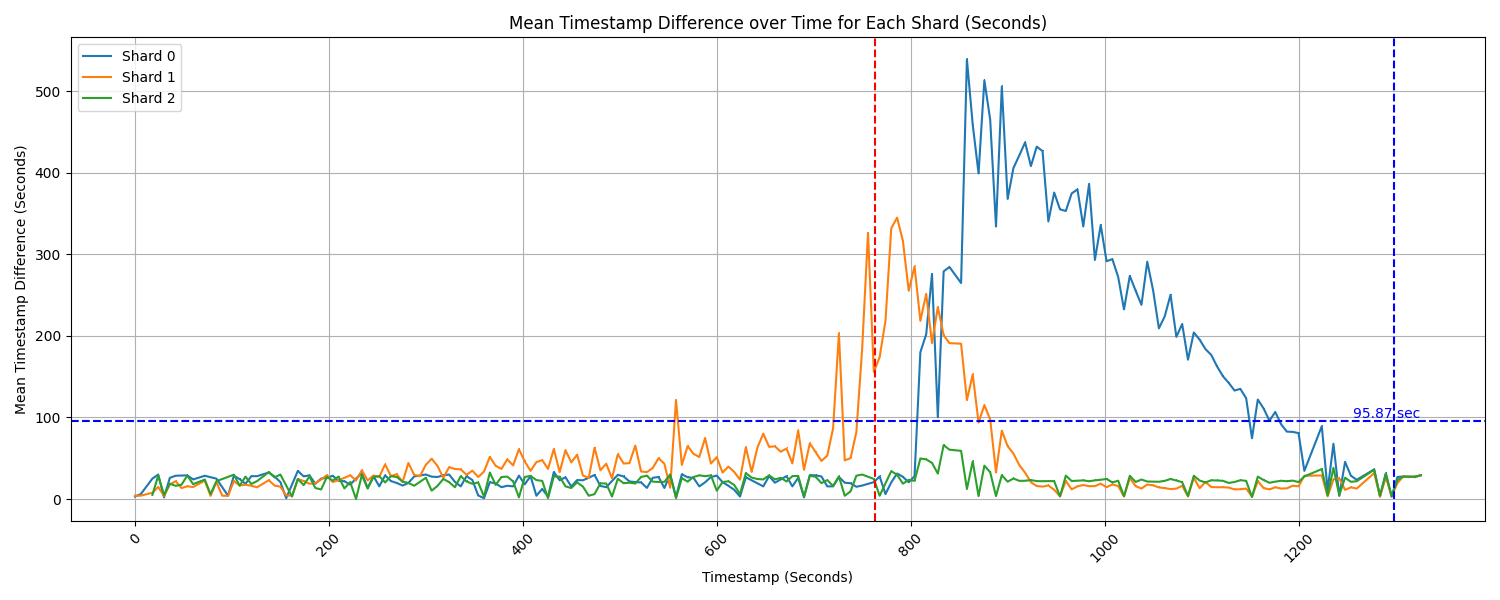 Mean Timestamp Difference over Time for Each Shard (Seconds)
Shard 0
Shard 1
Shard 2
Mean Timestamp Difference (Seconds)
500
400
300
200
100
0
95.87 sec
0
200
400
600
800
1000
1200
Timestamp (Seconds)